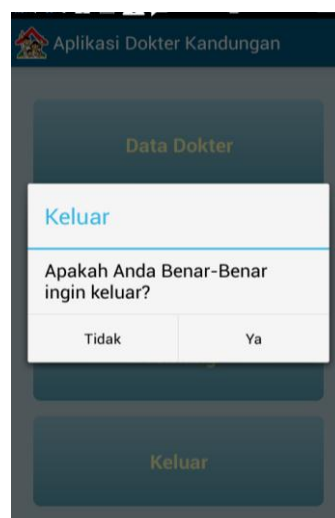 Aplikasi Dokter Kandungan
Data Dokter
Keluar
Apakah Anda Benar-Benar
ingin keluar?
Tidak
Ya
Keluar